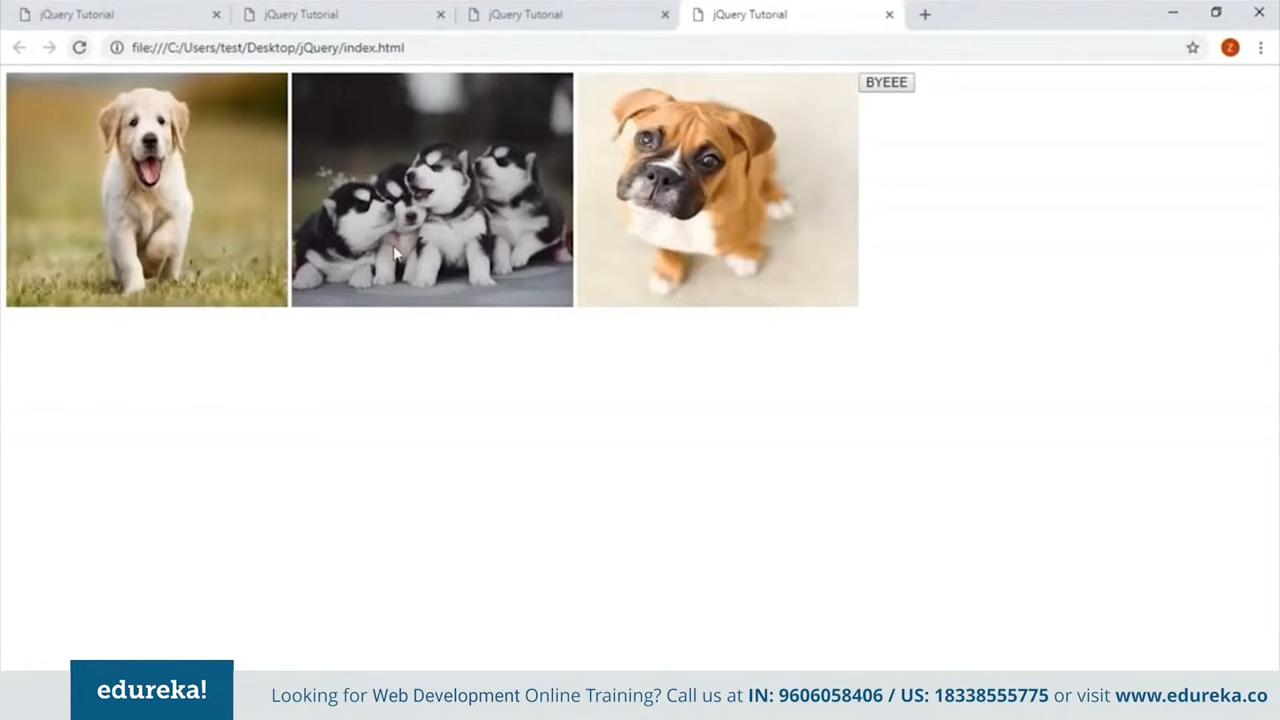 jQuery Tutorial
jQuery Tutorial
jQuery Tutorial
jQuery Tutorial
file:///C:/Users/test/Desktop/jQuery/index.html
Z
BYEEE
edureka!
Looking for Web Development Online Training? Call us at IN: 9606058406 / US: 18338555775 or visit www.edureka.co